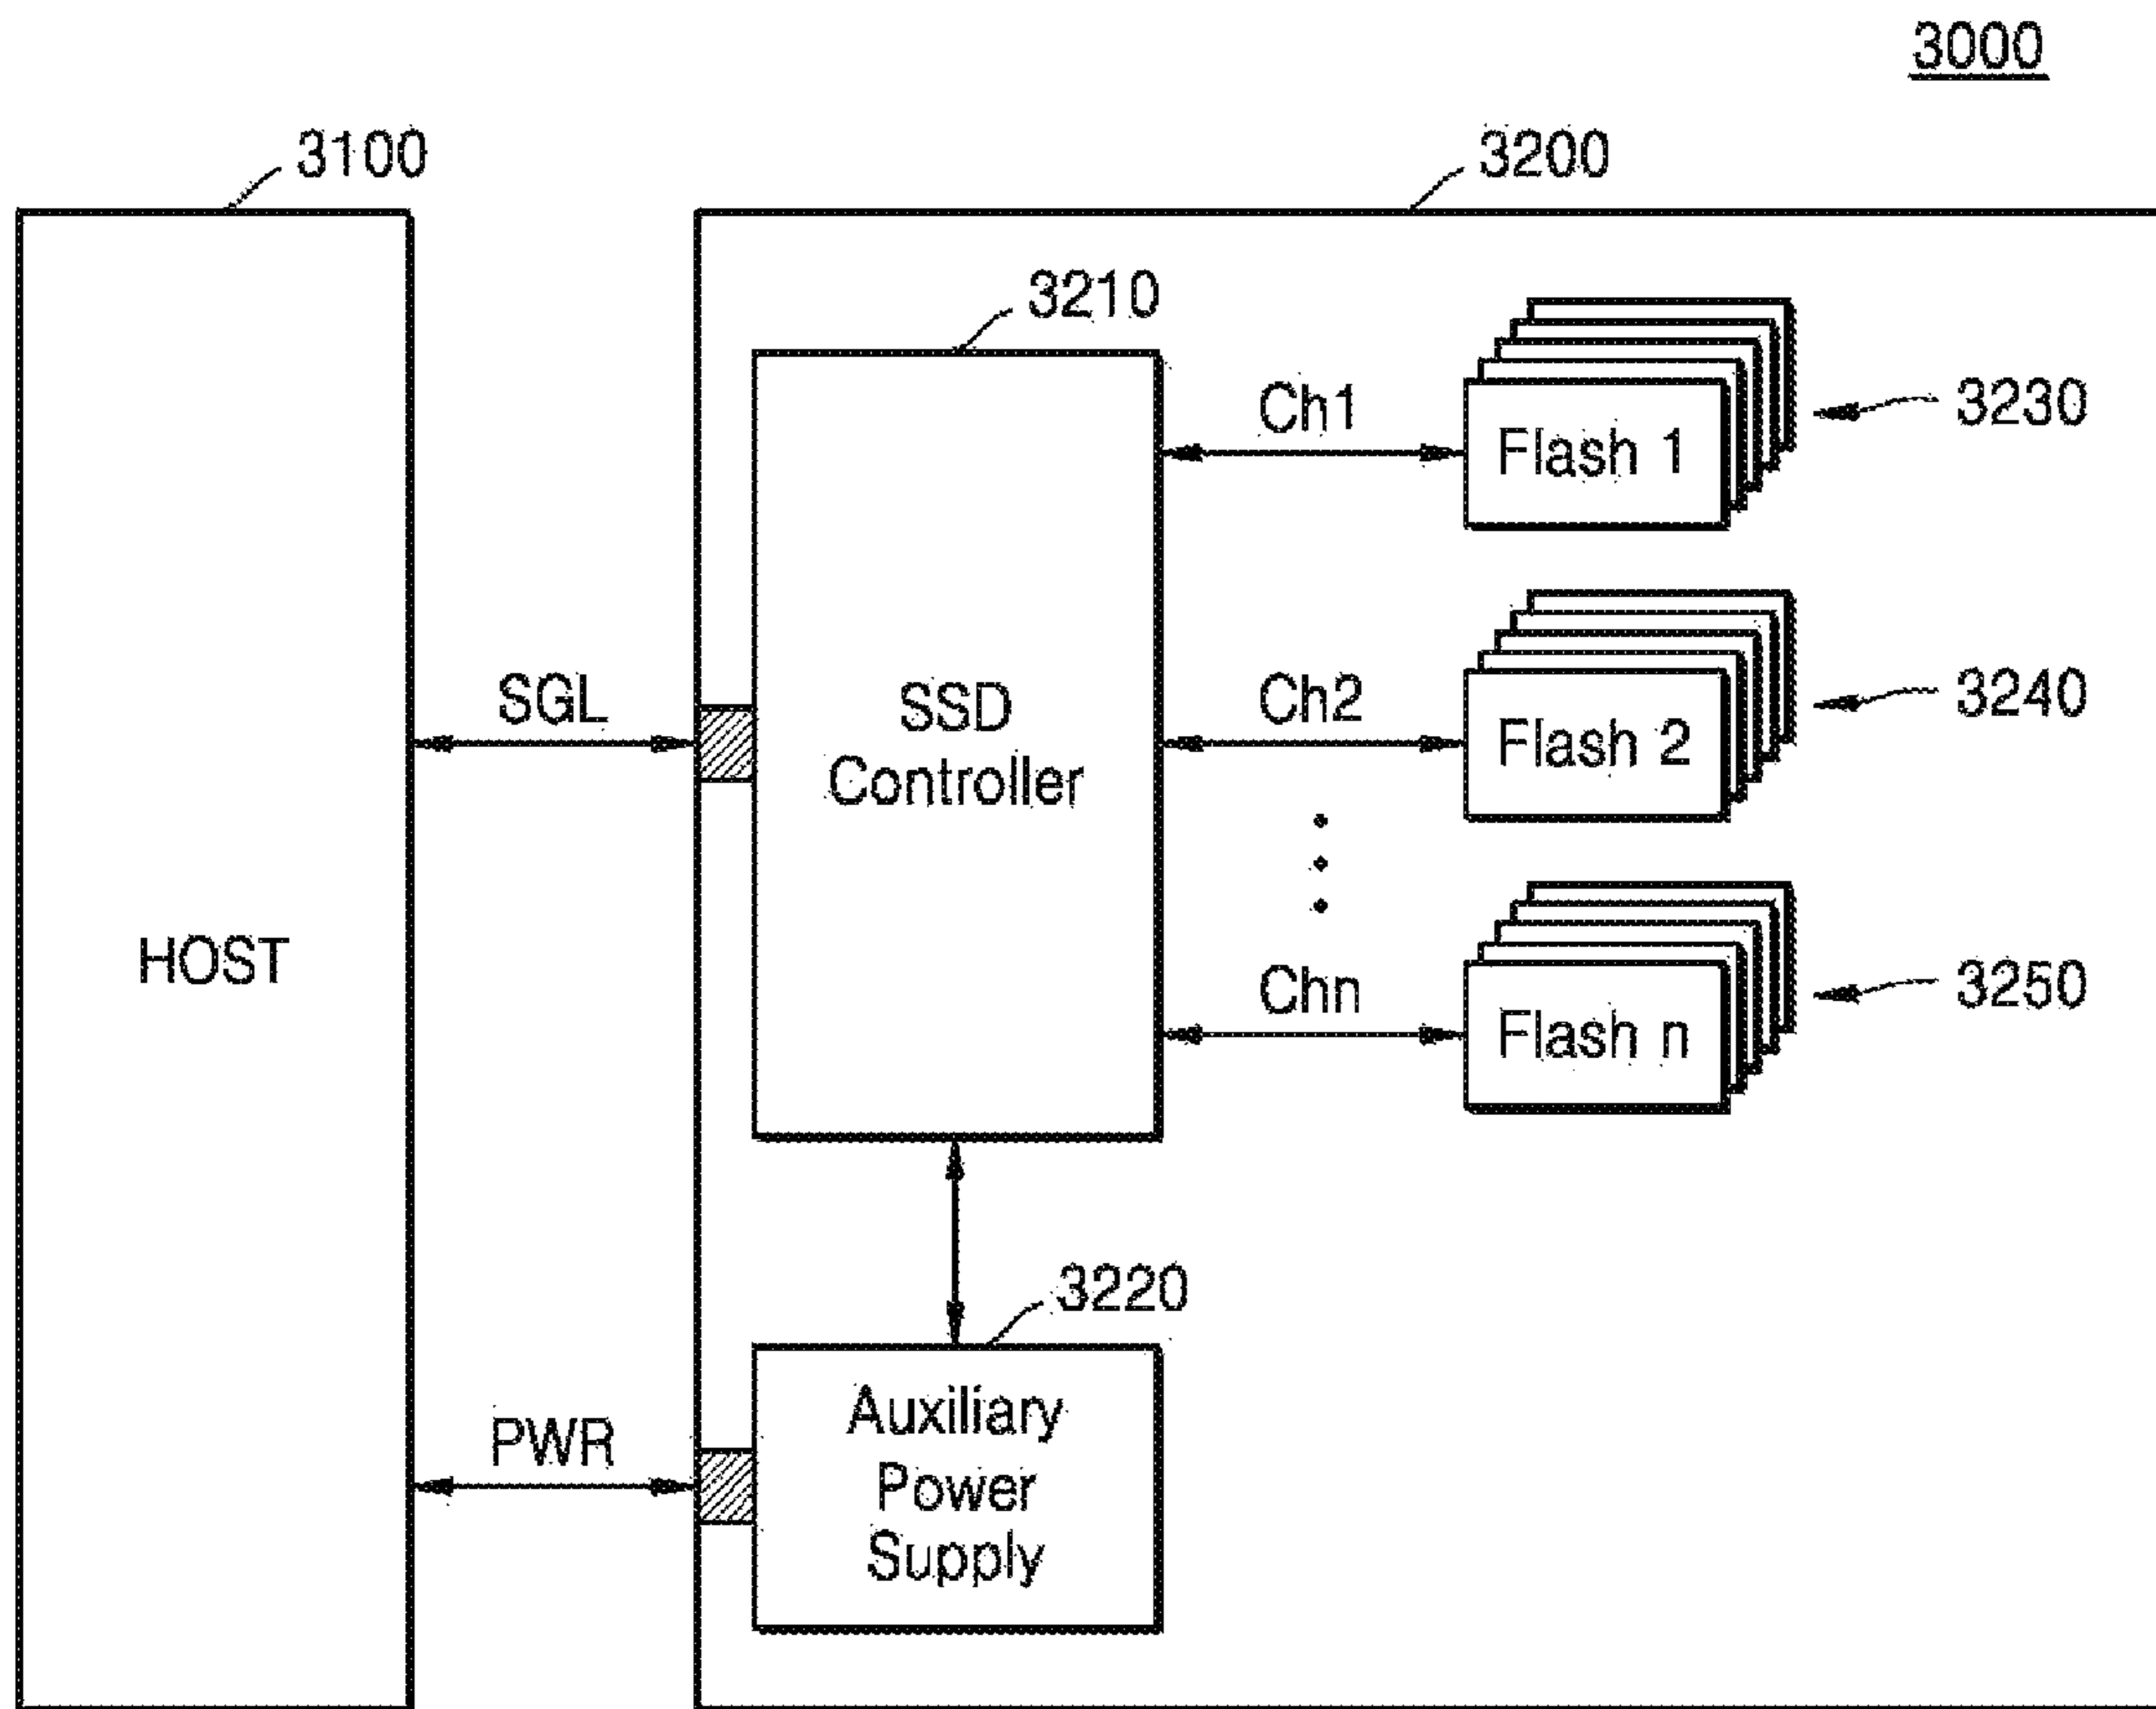 3000
3100
3200
3210
Ch1
Flash 1
3230
SGL
SSD
Controller
Ch2
Flash 2
3240
HOST
Chn
Flash n
3250
3220
PWR
Auxiliary
Power
Supply